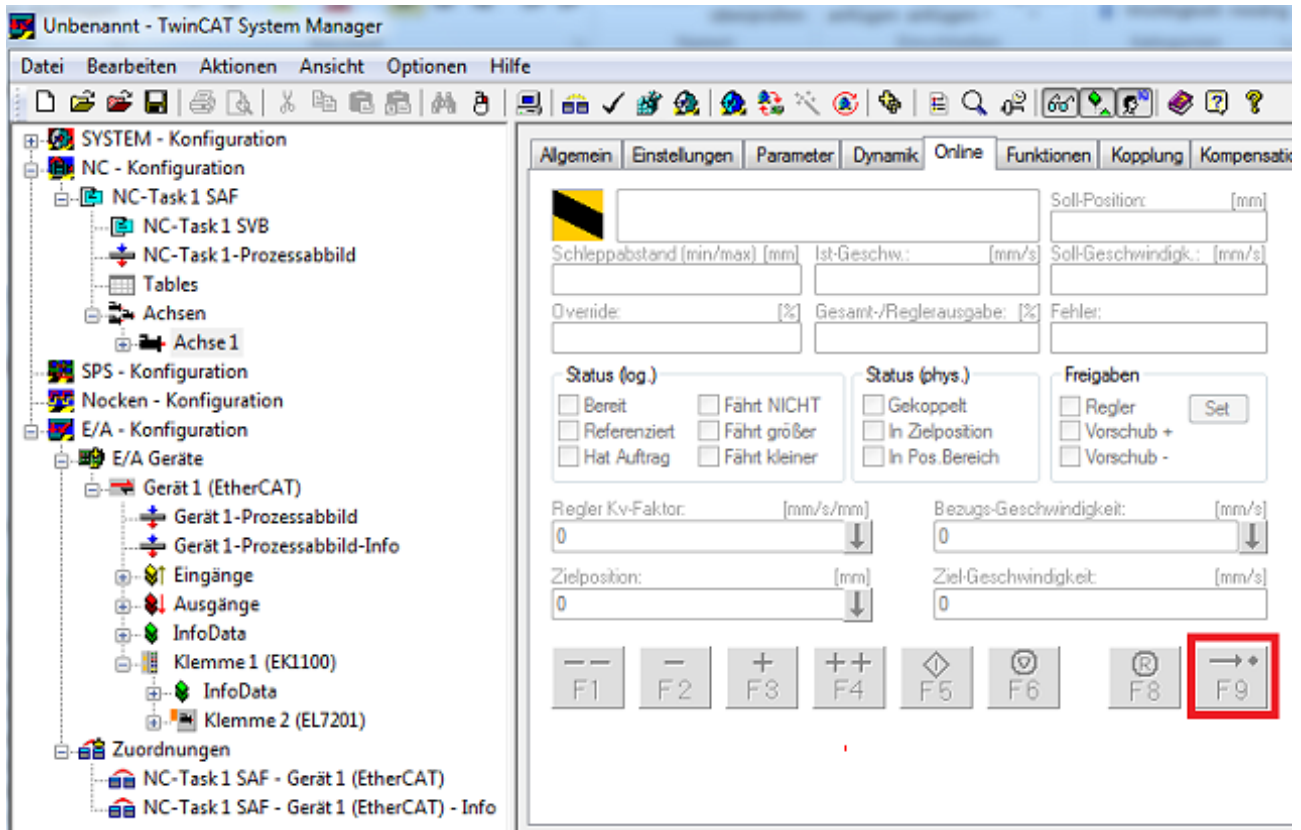 Unbenannt - TwinCAT System Manager
Datei Bearbeiten Aktionen Ansicht Optionen Hilfe
SYSTEM - Konfiguration
NC - Konfiguration
NC-Task 1 SAF
NC-Task 1 SVB
NC-Task 1-Prozessabbild
Tables
Achsen
Achse 1
SPS - Konfiguration
Nocken - Konfiguration
E/A - Konfiguration
E/A Geräte
Gerät 1 (EtherCAT)
Gerät 1-Prozessabbild
Gerät 1-Prozessabbild-Info
Eingänge
Ausgänge
InfoData
Klemme 1 (EK1100)
InfoData
Klemme 2 (EL7201)
Zuordnungen
NC-Task 1 SAF - Gerät 1 (EtherCAT)
NC-Task 1 SAF - Gerät 1 (EtherCAT) - Info
Allgemein Einstellungen Parameter Dynamik Online Funktionen Kopplung Kompensatio
Soll-Position: [mm]
Schleppabstand (min/max) [mm] Ist-Geschw.: [mm/s] Soll-Geschwindigk.: [mm/s]
Override: [%] Gesamt-/Reglerausgabe: [%] Fehler:
Status (log.) Status (phys.) Freigaben
Bereit Fährt NICHT Gekoppelt Regler Set
Referenziert Fährt größer In Zielposition Vorschub +
Hat Auftrag Fährt kleiner In Pos.Bereich Vorschub -
Regler Kv-Faktor: [mm/s/mm] Bezugs-Geschwindigkeit: [mm/s]
0 0
Zielposition: [mm] Ziel-Geschwindigkeit: [mm/s]
0 0
-- - + ++ R
F1 F2 F3 F4 F5 F6 F8 F9